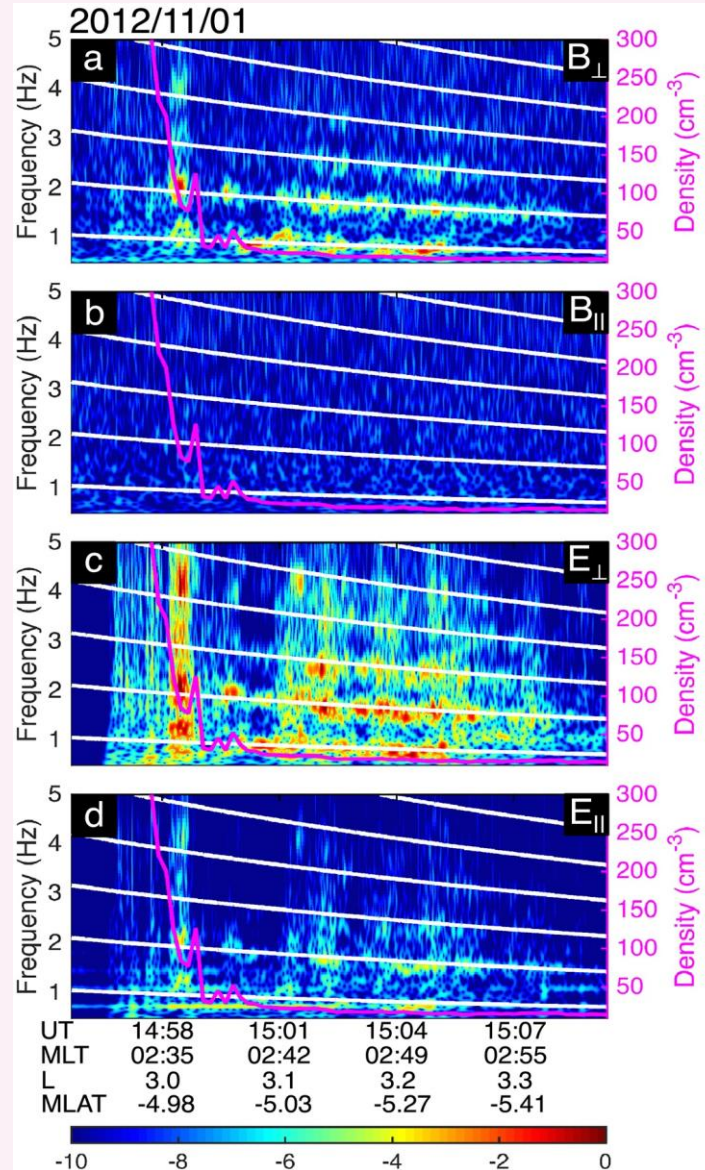 2012/11/01
a
B⊥
Frequency (Hz)
5
4
3
2
1
300
250
200
150
100
50
Density (cm⁻³)
b
B||
Frequency (Hz)
5
4
3
2
1
300
250
200
150
100
50
Density (cm⁻³)
c
E⊥
Frequency (Hz)
5
4
3
2
1
300
250
200
150
100
50
Density (cm⁻³)
d
E||
Frequency (Hz)
5
4
3
2
1
300
250
200
150
100
50
Density (cm⁻³)
UT 14:58 15:01 15:04 15:07
MLT 02:35 02:42 02:49 02:55
L 3.0 3.1 3.2 3.3
MLAT -4.98 -5.03 -5.27 -5.41
-10 -8 -6 -4 -2 0